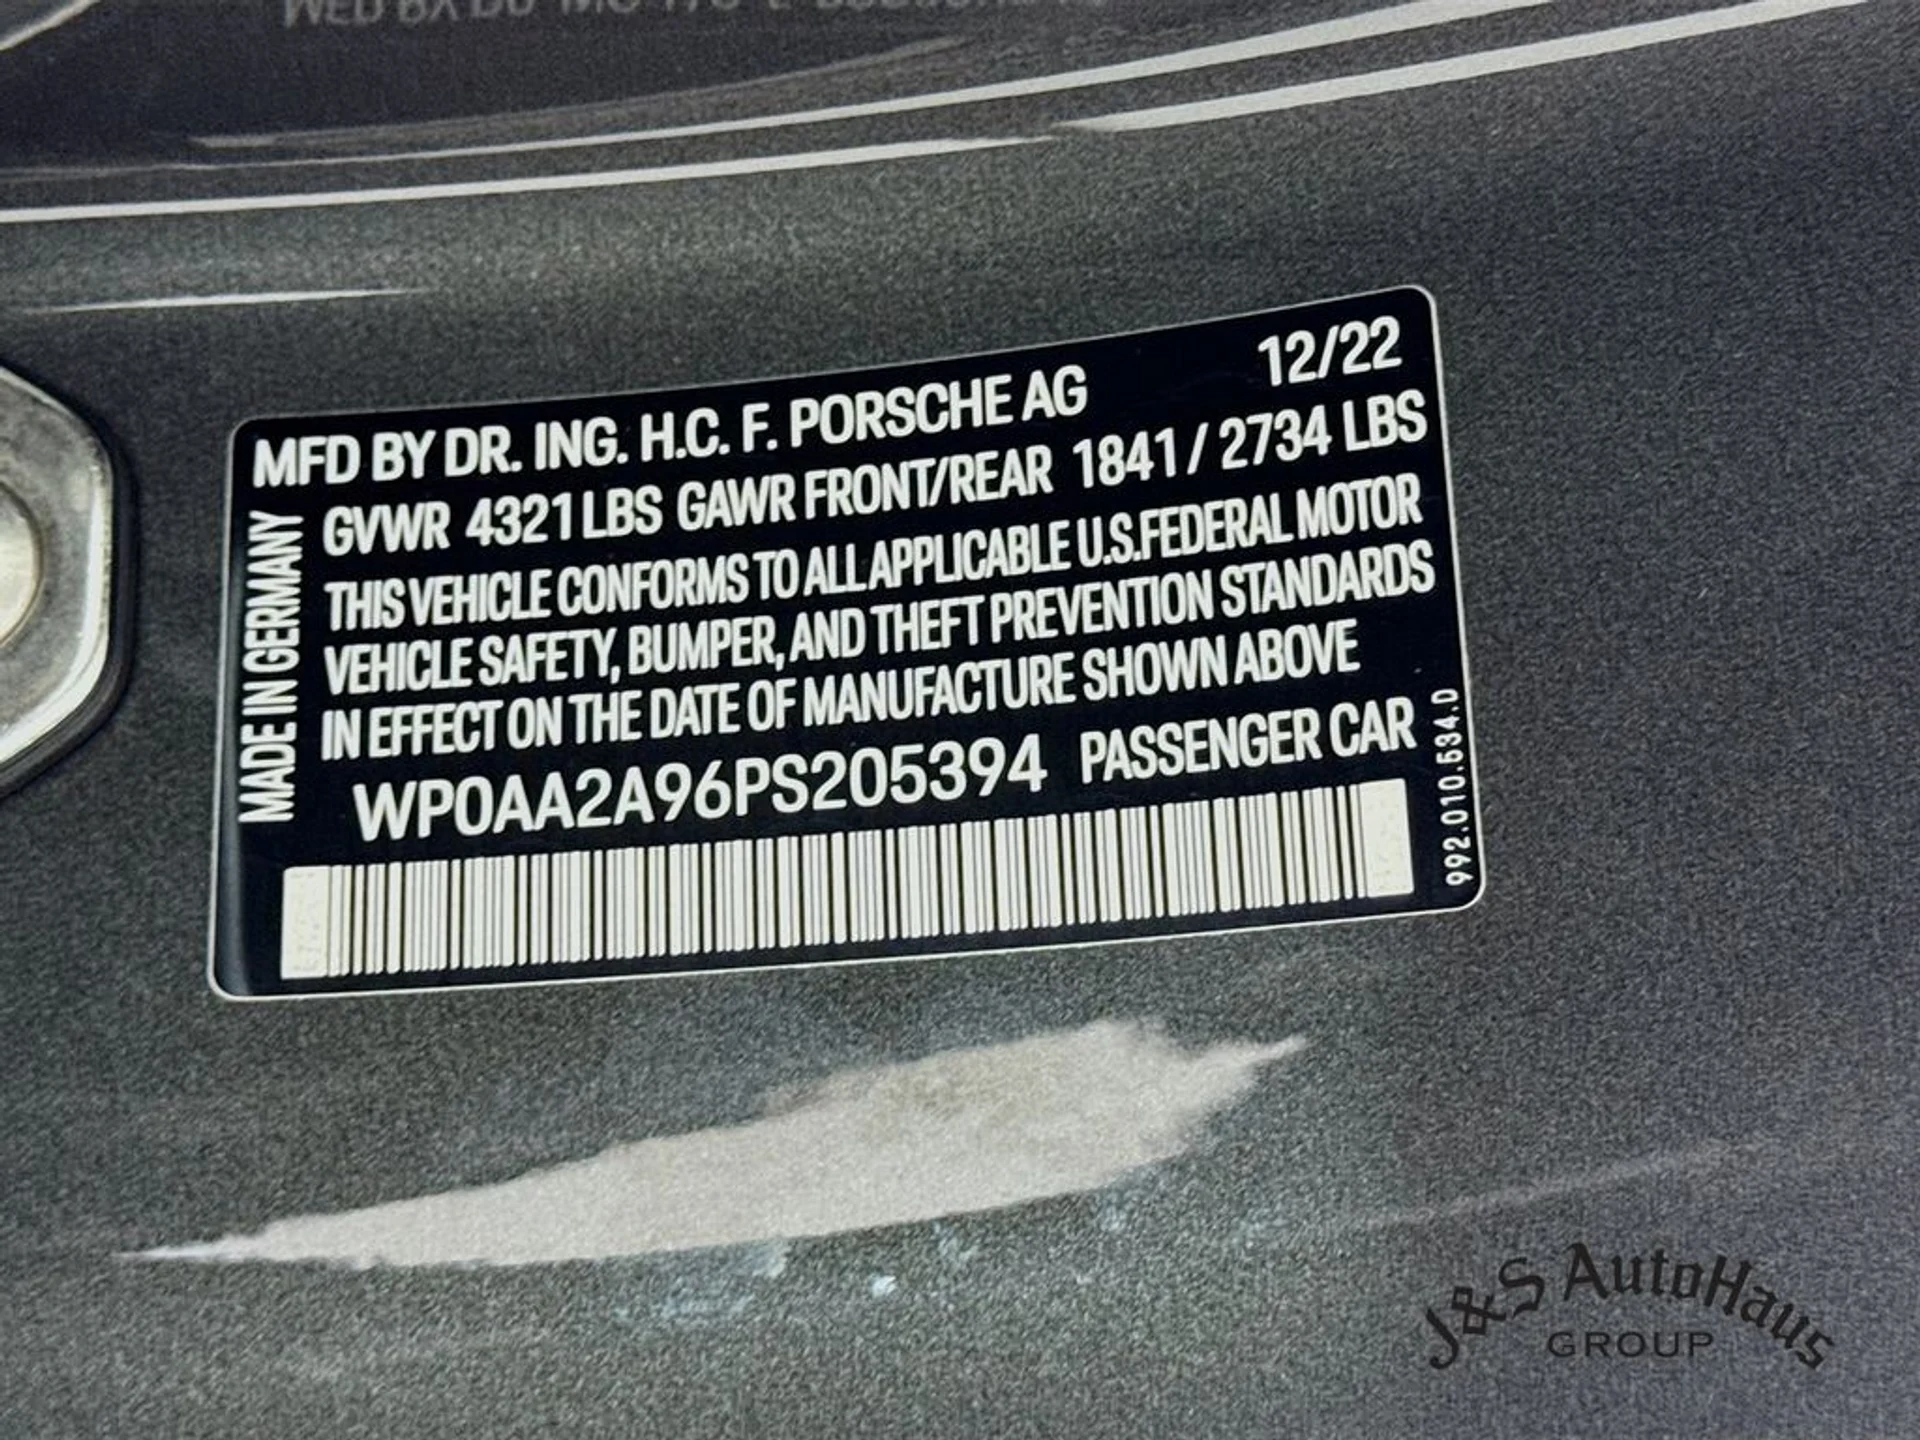 MFD BY DR. ING. H.C. F. PORSCHE AG 12/22
GVWR 4321 LBS GAWR FRONT/REAR 1841 / 2734 LBS
THIS VEHICLE CONFORMS TO ALL APPLICABLE U.S.FEDERAL MOTOR
VEHICLE SAFETY, BUMPER, AND THEFT PREVENTION STANDARDS
IN EFFECT ON THE DATE OF MANUFACTURE SHOWN ABOVE
WP0AA2A96PS205394 PASSENGER CAR
MADE IN GERMANY
992.010.534.D
J&S AutoHaus
GROUP